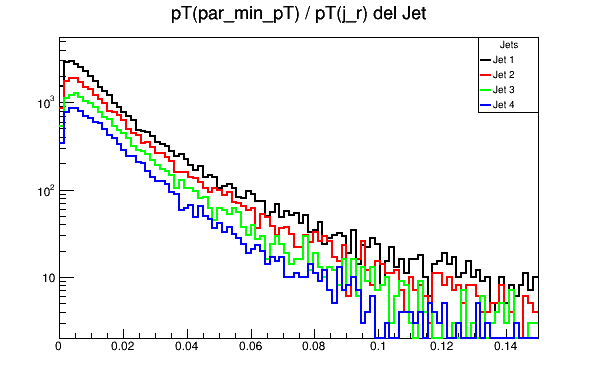 pT(par_min_pT) / pT(j_r) del Jet
Jets
Jet 1
Jet 2
Jet 3
Jet 4
10³
10²
10
0 0.02 0.04 0.06 0.08 0.1 0.12 0.14